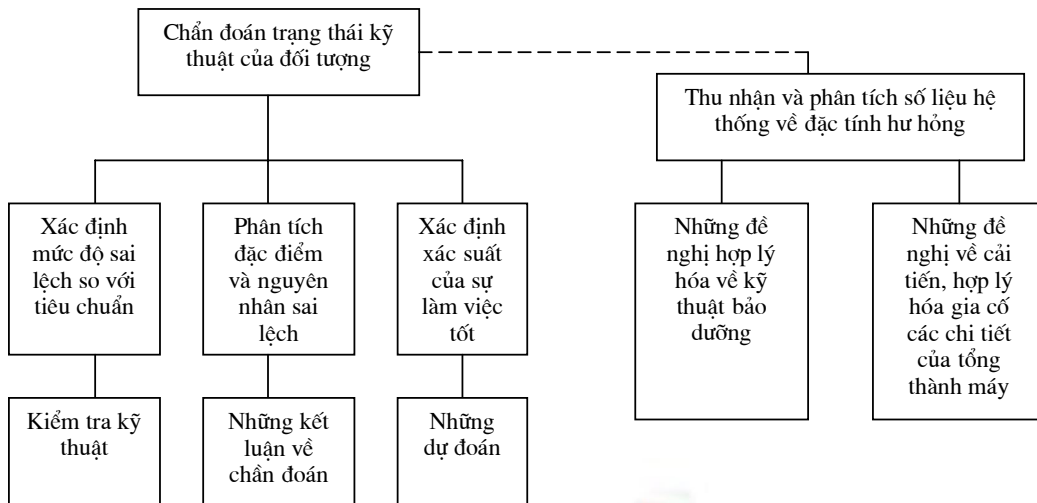 Chẩn đoán trạng thái kỹ
thuật của đối tượng
Thu nhận và phân tích số liệu hệ
thống về đặc tính hư hỏng
Xác định
mức độ sai
lệch so với
tiêu chuẩn
Phân tích
đặc điểm
và nguyên
nhân sai
lệch
Xác định
xác suất
của sự
làm việc
tốt
Những đề
nghị hợp lý
hóa về kỹ
thuật bảo
dưỡng
Những đề
nghị về cải
tiến, hợp lý
hóa gia cố
các chi tiết
của tổng
thành máy
Kiểm tra kỹ
thuật
Những kết
luận về
chần đoán
Những
dự đoán